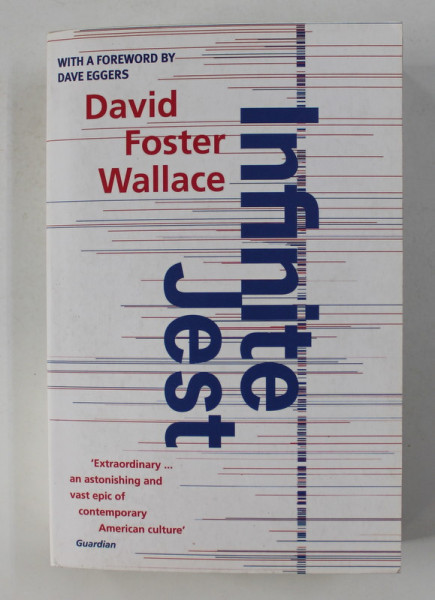 WITH A FOREWORD BY
DAVE EGGERS
David
Foster
Wallace
Infinite
Jest
'Extraordinary ...
an astonishing and
vast epic of
contemporary
American culture'
Guardian